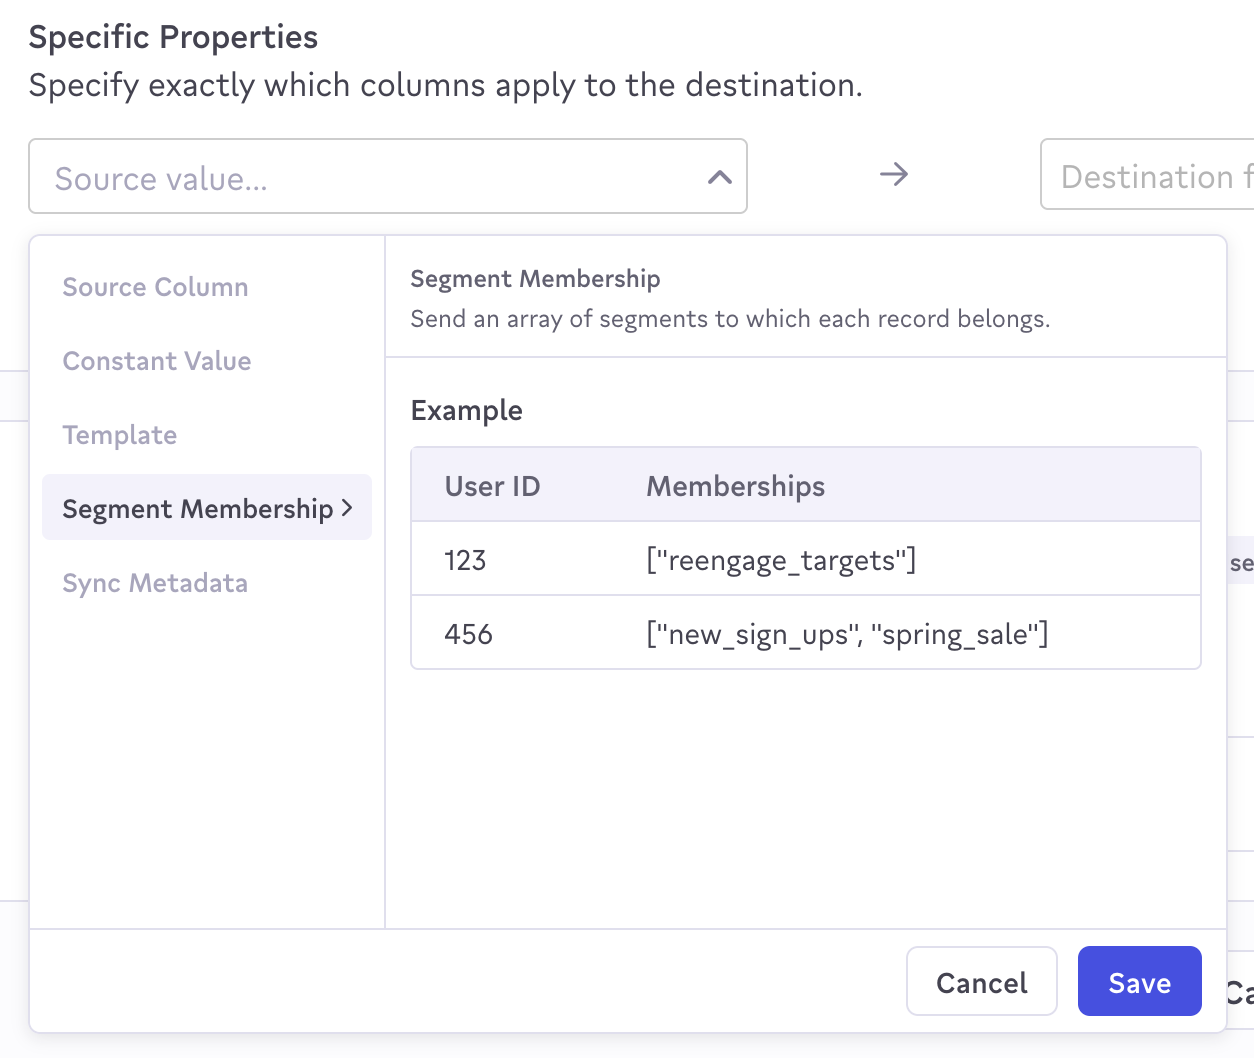 Specific Properties
Specify exactly which columns apply to the destination.
Source value...
Destination f
Source Column
Constant Value
Template
Segment Membership
Sync Metadata
Segment Membership
Send an array of segments to which each record belongs.
Example
User ID Memberships
123 ["reengage_targets"]
456 ["new_sign_ups", "spring_sale"]
se
Cancel Save
Ca